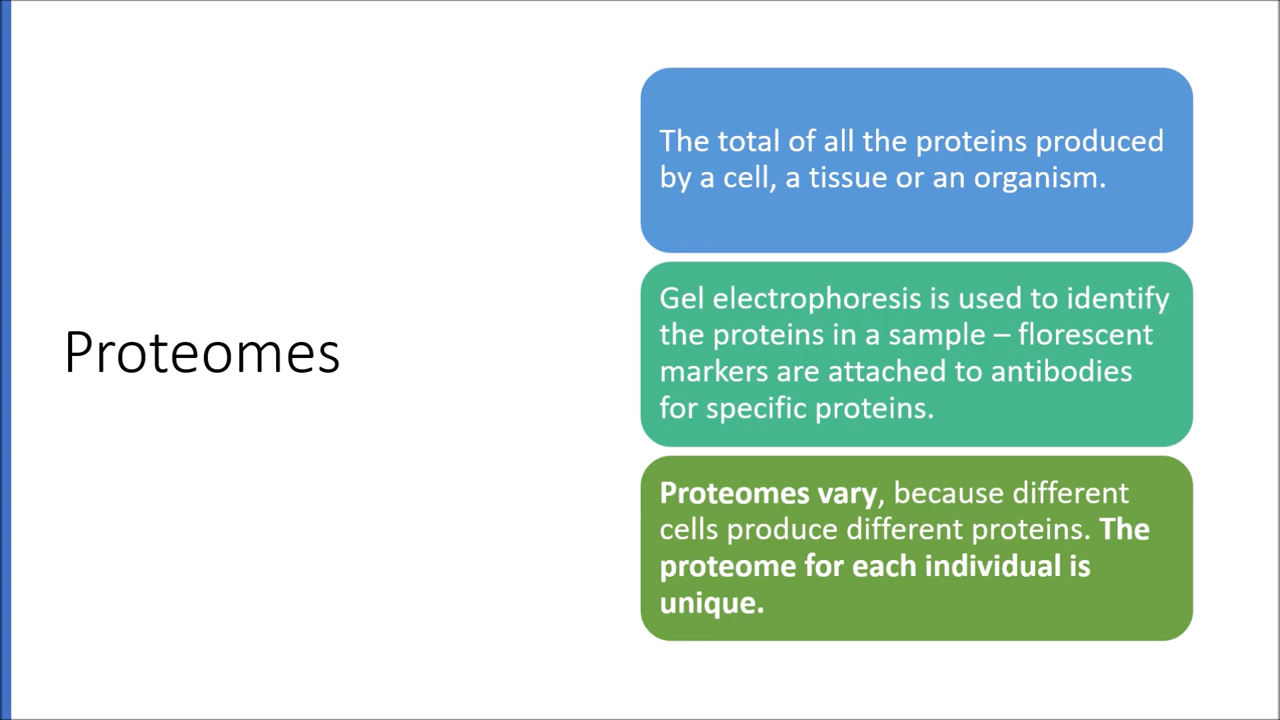 Proteomes
The total of all the proteins produced
by a cell, a tissue or an organism.
Gel electrophoresis is used to identify
the proteins in a sample – florescent
markers are attached to antibodies
for specific proteins.
Proteomes vary, because different
cells produce different proteins. The
proteome for each individual is
unique.